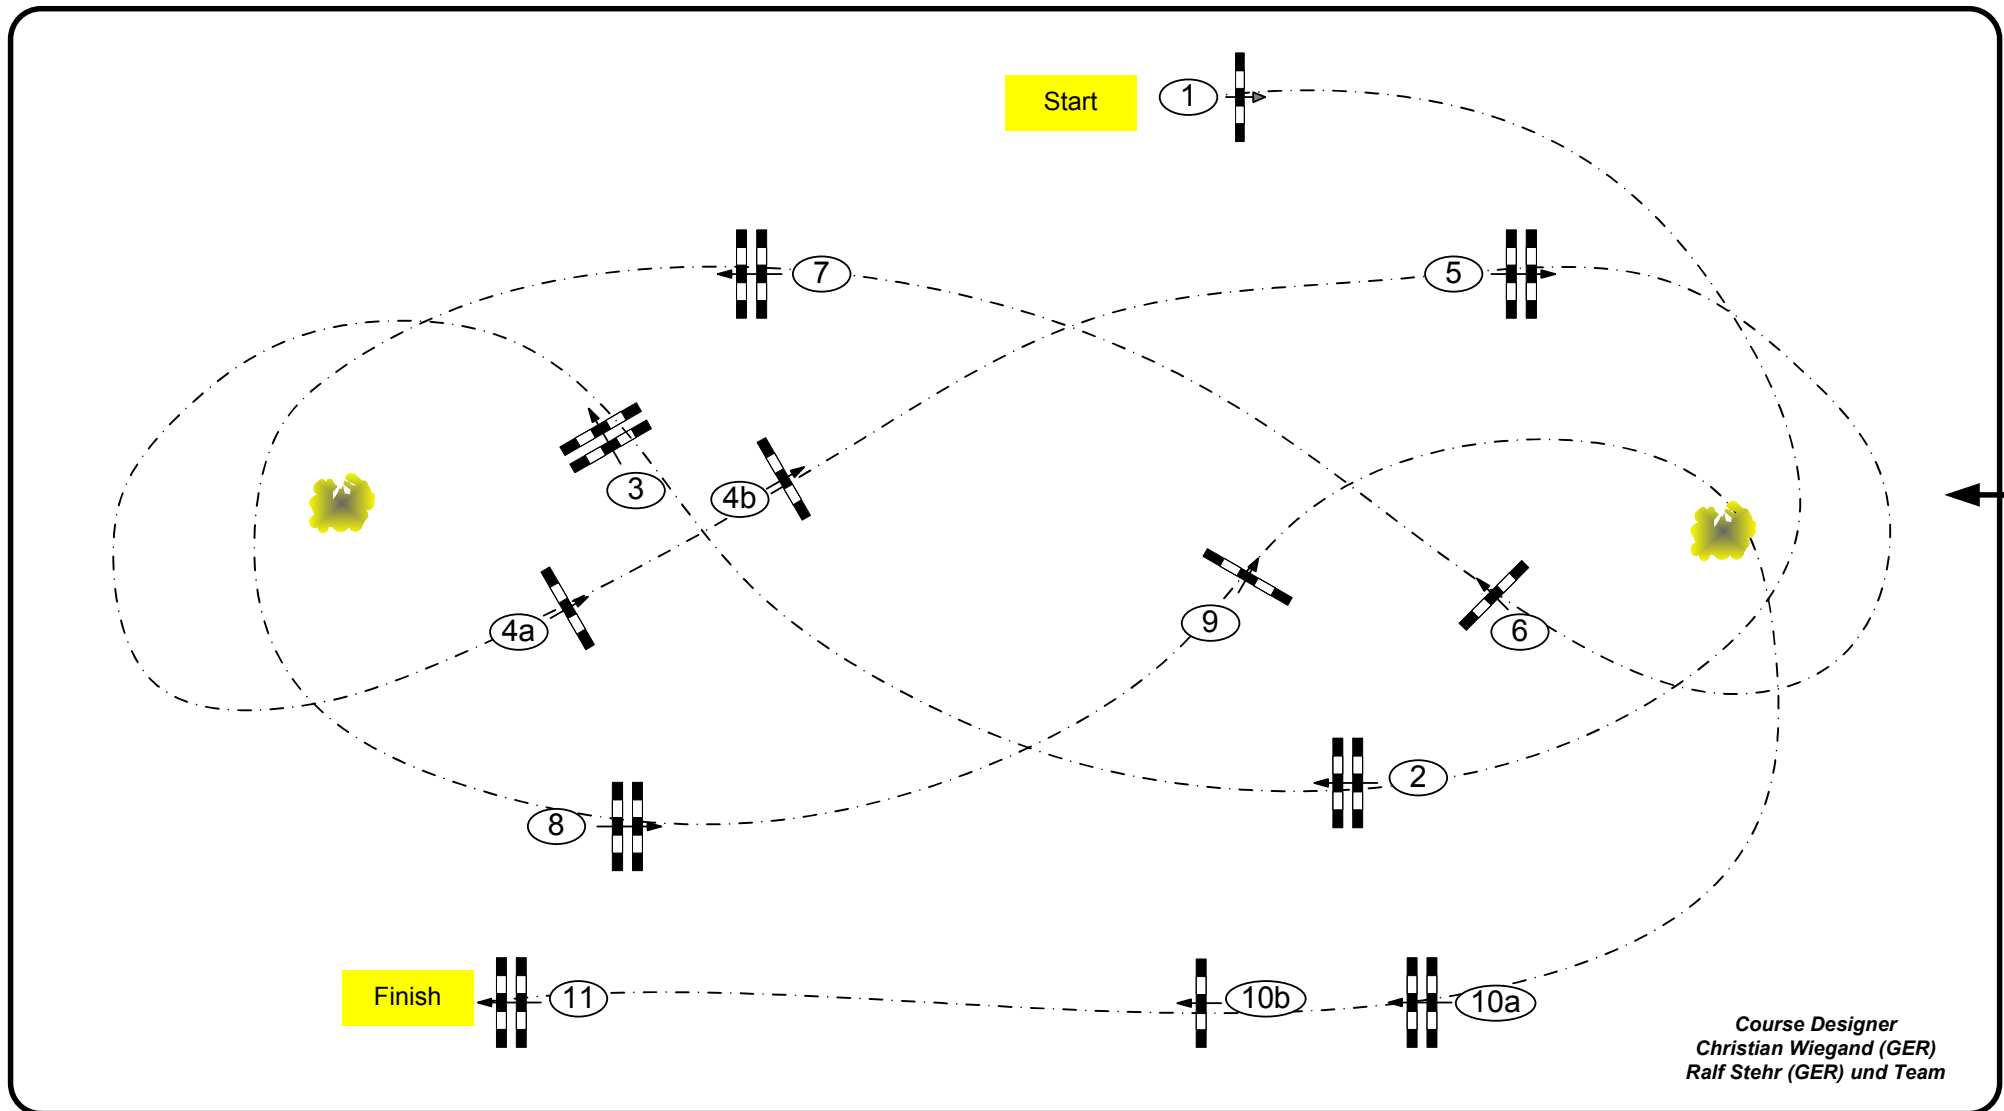 Start
1
7
5
3
4b
4a
9
6
2
8
Finish
11
10b
10a
Course Designer
Christian Wiegand (GER)
Ralf Stehr (GER) und Team